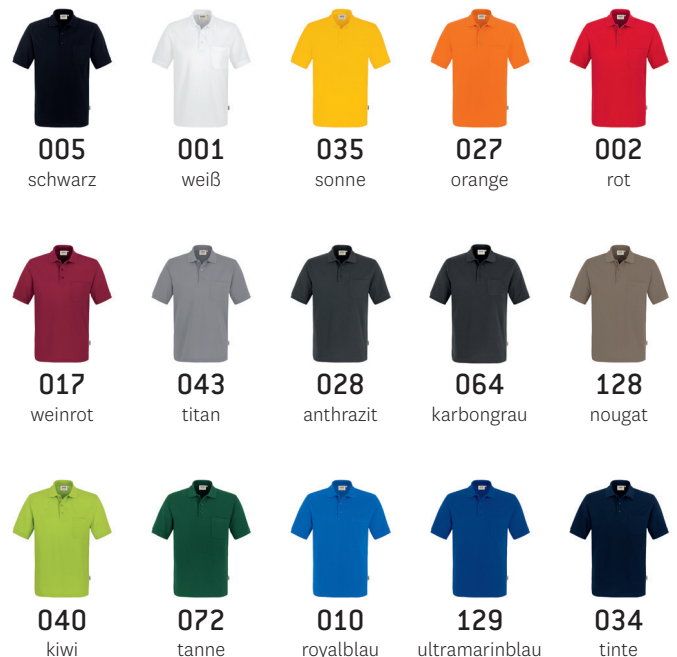 005 001 035 027 002
schwarz weiß sonne orange rot
017 043 028 064 128
weinrot titan anthrazit karbongrau nougat
040 072 010 129 034
kiwi tanne royalblau ultramarinblau tinte